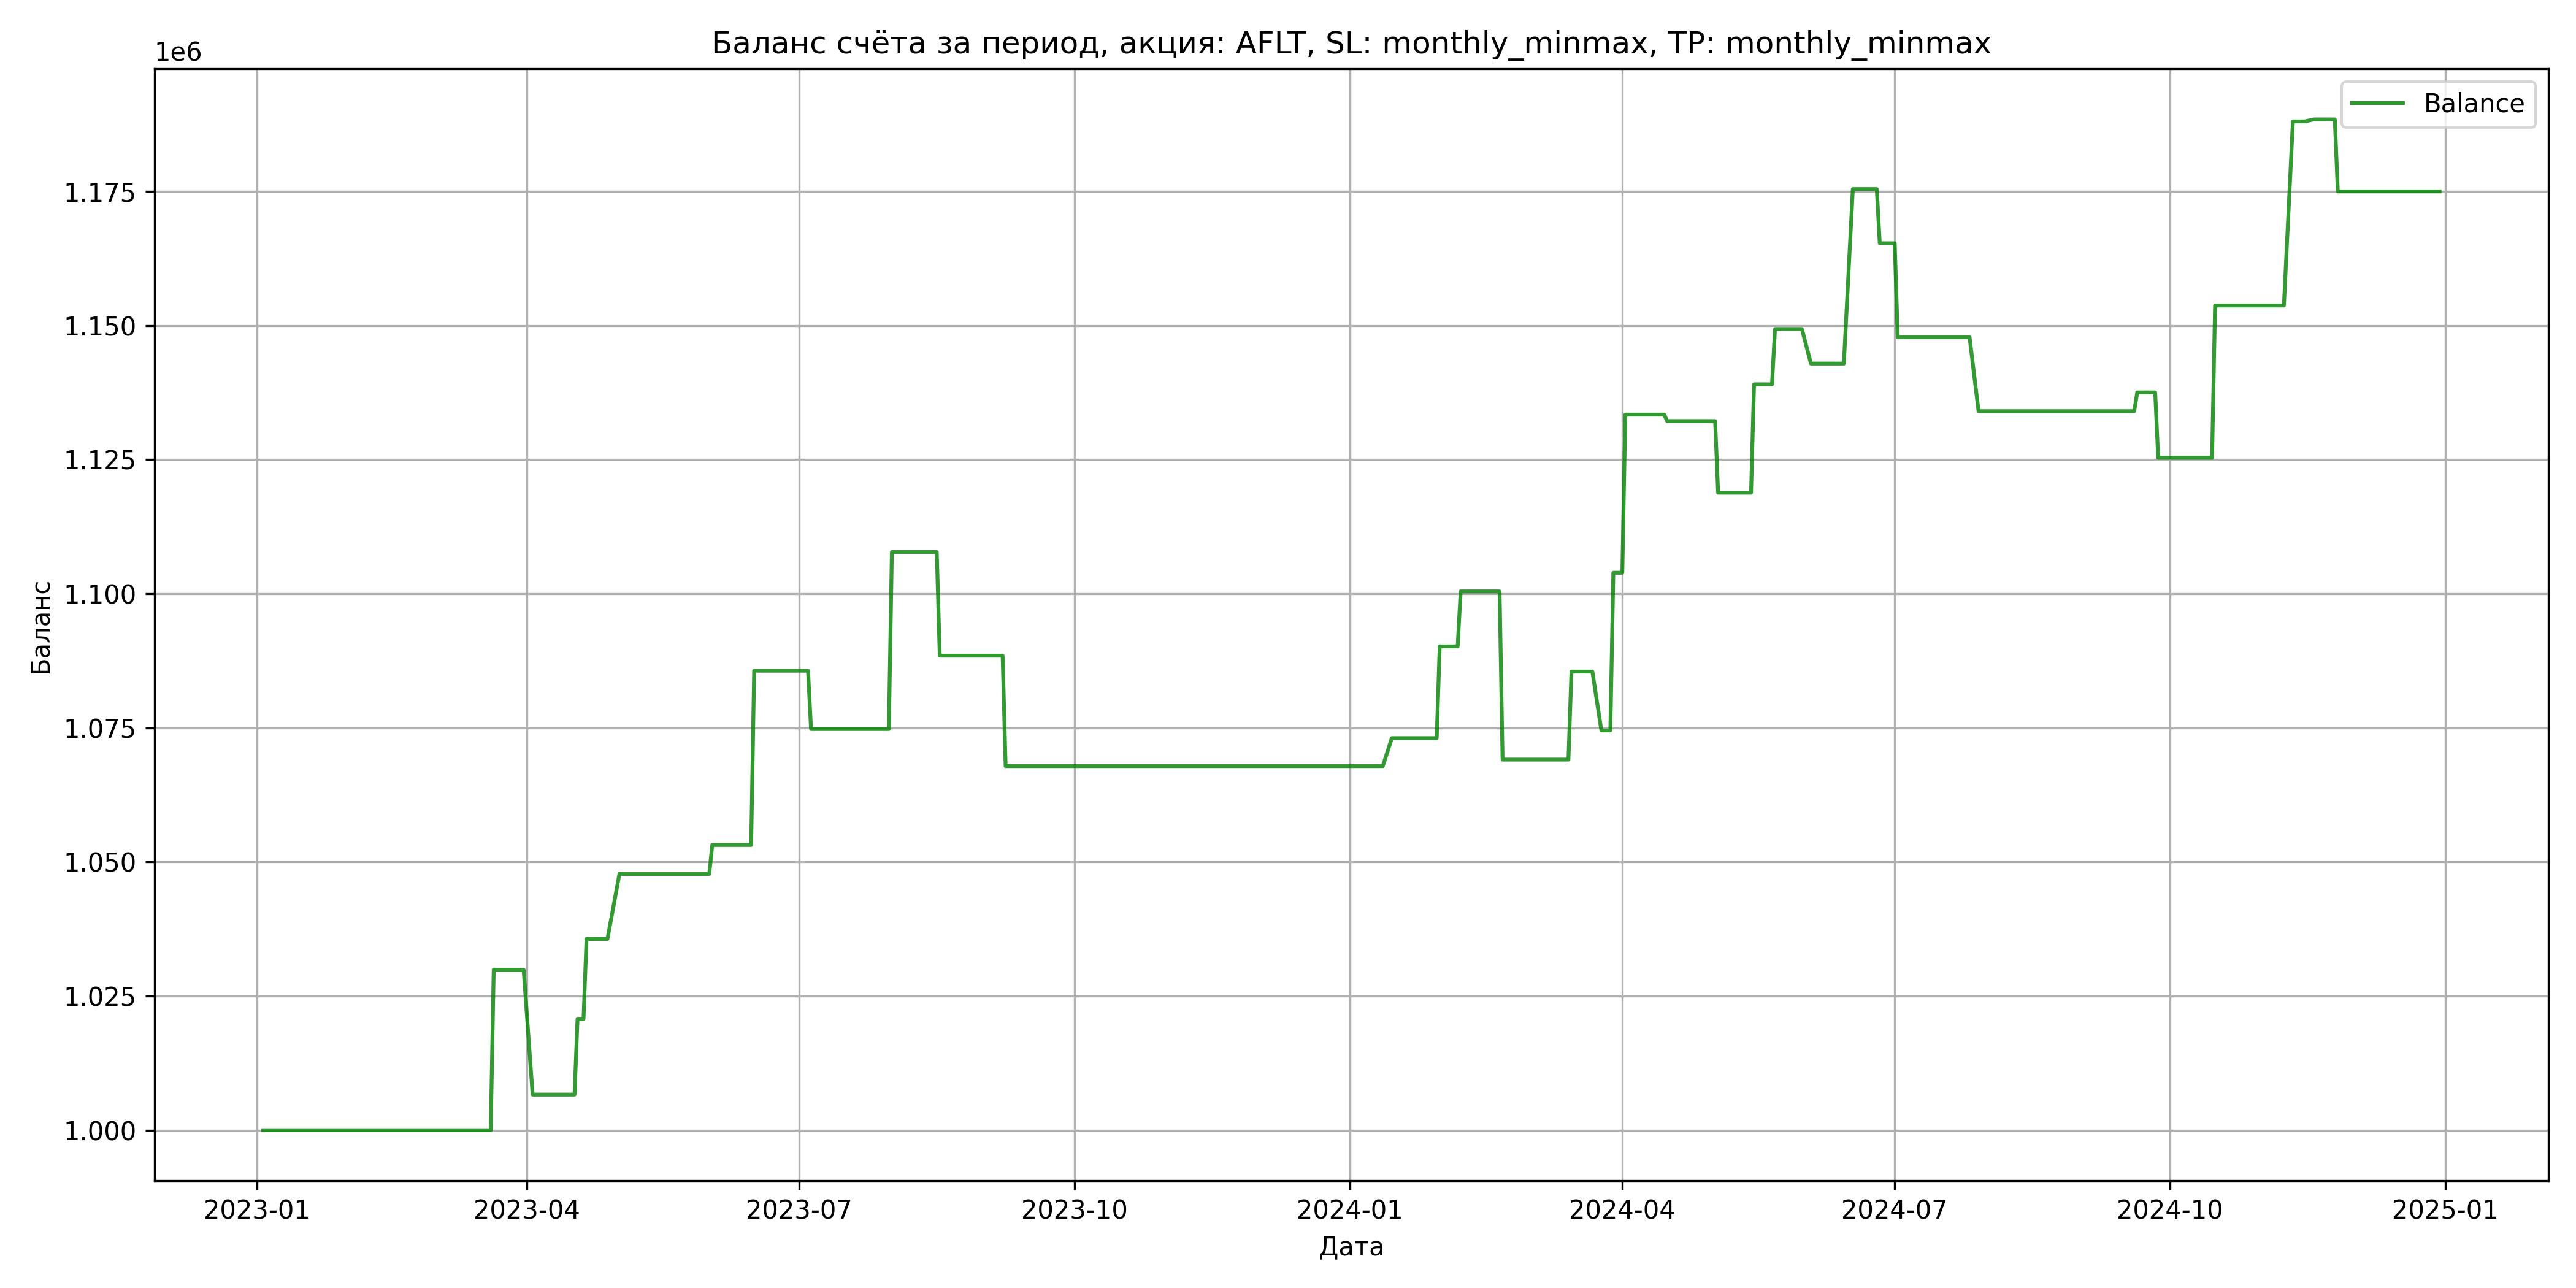 Баланс счёта за период, акция: AFLT, SL: monthly_minmax, TP: monthly_minmax
1e6
Balance
1.175
1.150
1.125
1.100
1.075
1.050
1.025
1.000
Баланс
2023-01 2023-04 2023-07 2023-10 2024-01 2024-04 2024-07 2024-10 2025-01
Дата